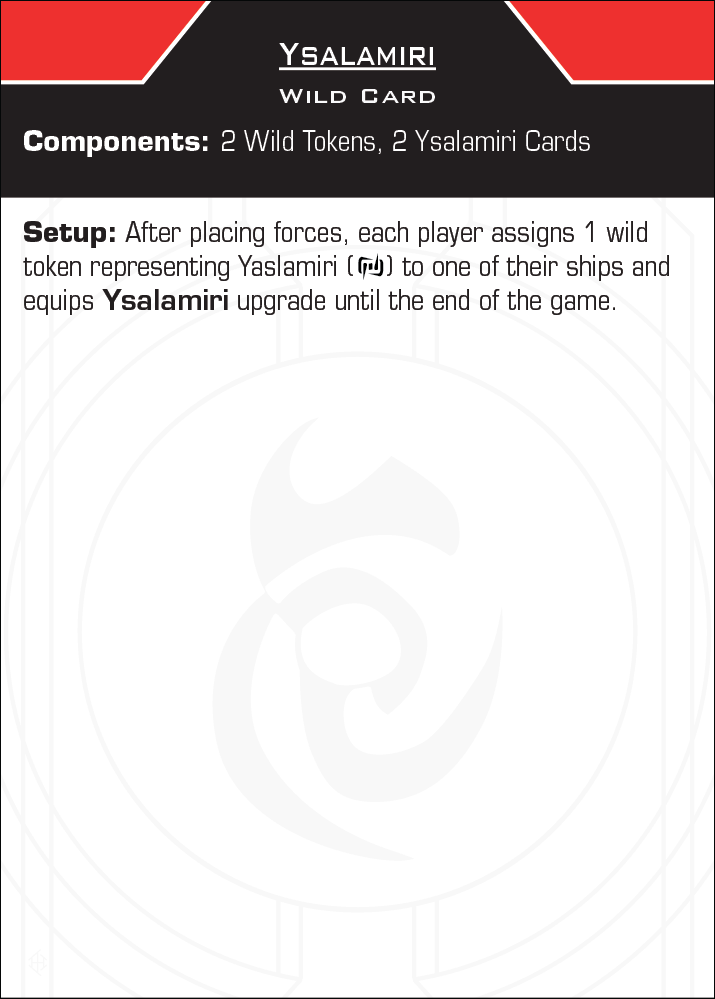 Ysalamiri
Wild Card
Components: 2 Wild Tokens, 2 Ysalamiri Cards
Setup: After placing forces, each player assigns 1 wild
token representing Yaslamiri ( ) to one of their ships and
equips Ysalamiri upgrade until the end of the game.